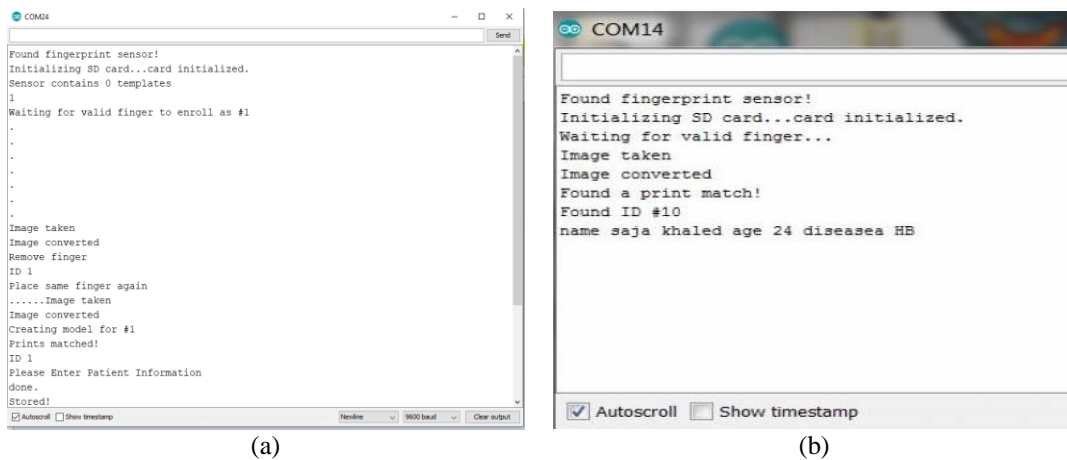 COM24
Send
Found fingerprint sensor!
Initializing SD card...card initialized.
Sensor contains 0 templates
1
Waiting for valid finger to enroll as #1
.
.
.
.
.
.
.
Image taken
Image converted
Remove finger
ID 1
Place same finger again
......Image taken
Image converted
Creating model for #1
Prints matched!
ID 1
Please Enter Patient Information
done.
Stored!
Autoscroll Show timestamp Newline 9600 baud Clear output
(a)
COM14
Found fingerprint sensor!
Initializing SD card...card initialized.
Waiting for valid finger...
Image taken
Image converted
Found a print match!
Found ID #10
name saja khaled age 24 diseasea HB
Autoscroll Show timestamp
(b)